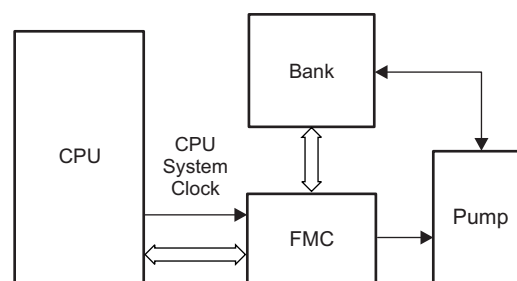 Bank
CPU
CPU
System
Clock
FMC
Pump